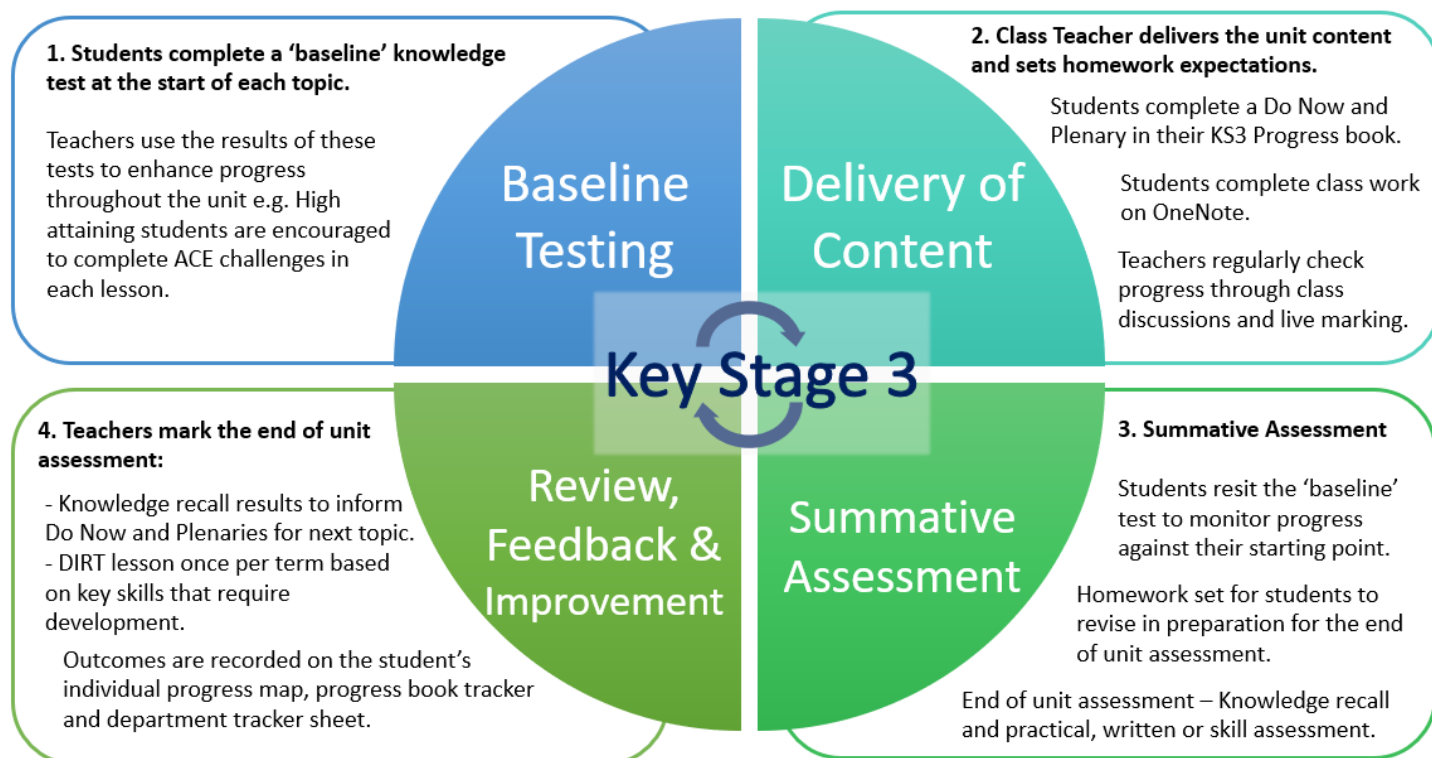 1. Students complete a ‘baseline’ knowledge
test at the start of each topic.
Teachers use the results of these
tests to enhance progress
throughout the unit e.g. High
attaining students are encouraged
to complete ACE challenges in
each lesson.
Baseline
Testing
2. Class Teacher delivers the unit content
and sets homework expectations.
Students complete a Do Now and
Plenary in their KS3 Progress book.
Students complete class work
on OneNote.
Teachers regularly check
progress through class
discussions and live marking.
Delivery of
Content
Key Stage 3
3. Summative Assessment
Students resit the ‘baseline’
test to monitor progress
against their starting point.
Homework set for students to
revise in preparation for the end
of unit assessment.
End of unit assessment – Knowledge recall
and practical, written or skill assessment.
Summative
Assessment
4. Teachers mark the end of unit
assessment:
- Knowledge recall results to inform
Do Now and Plenaries for next topic.
- DIRT lesson once per term based
on key skills that require
development.
Outcomes are recorded on the student’s
individual progress map, progress book tracker
and department tracker sheet.
Review,
Feedback &
Improvement